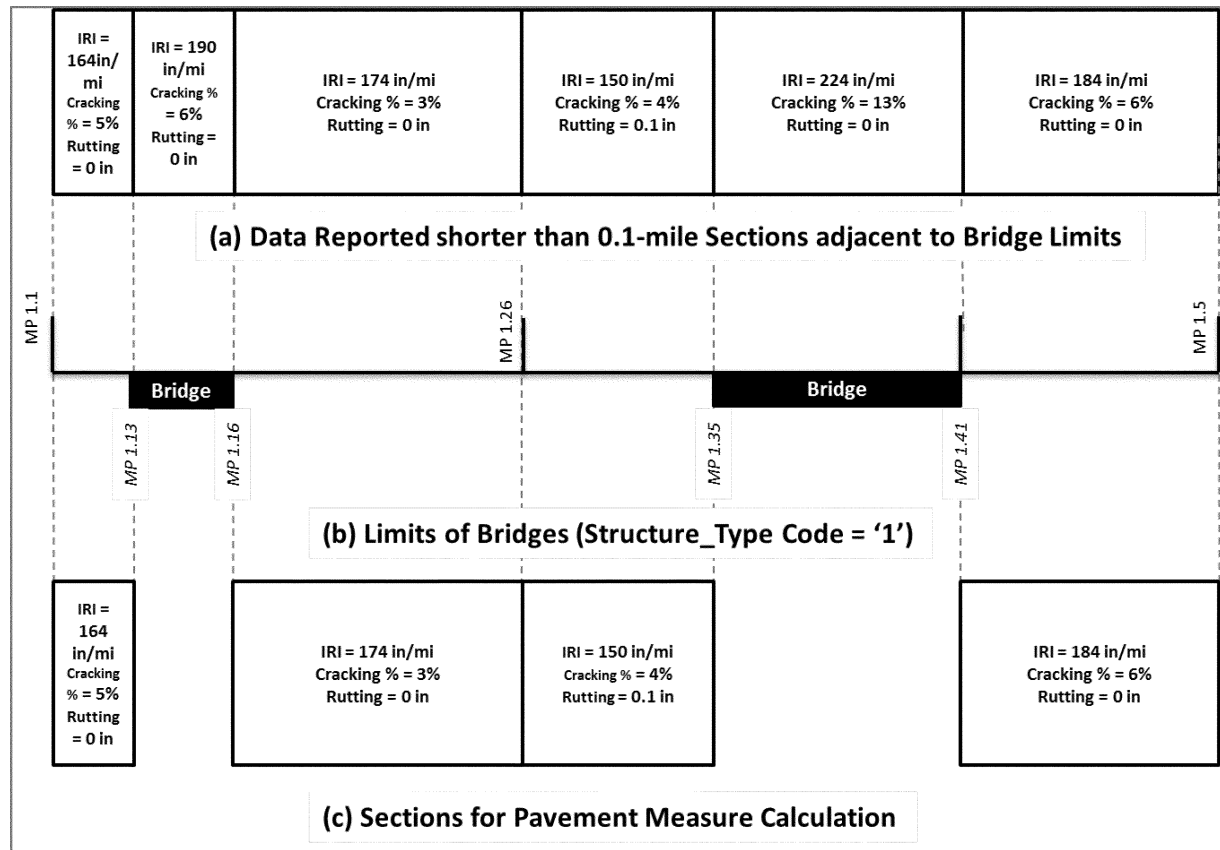 IRI =
164in/
mi
Cracking
% = 5%
Rutting
= 0 in
IRI = 190
in/mi
Cracking %
= 6%
Rutting =
0 in
IRI = 174 in/mi
Cracking % = 3%
Rutting = 0 in
IRI = 150 in/mi
Cracking % = 4%
Rutting = 0.1 in
IRI = 224 in/mi
Cracking % = 13%
Rutting = 0 in
IRI = 184 in/mi
Cracking % = 6%
Rutting = 0 in
(a) Data Reported shorter than 0.1-mile Sections adjacent to Bridge Limits
MP 1.1
MP 1.26
MP 1.5
Bridge
Bridge
MP 1.13
MP 1.16
MP 1.35
MP 1.41
(b) Limits of Bridges (Structure_Type Code = ‘1’)
IRI =
164
in/mi
Cracking
% = 5%
Rutting
= 0 in
IRI = 174 in/mi
Cracking % = 3%
Rutting = 0 in
IRI = 150 in/mi
Cracking % = 4%
Rutting = 0.1 in
IRI = 184 in/mi
Cracking % = 6%
Rutting = 0 in
(c) Sections for Pavement Measure Calculation